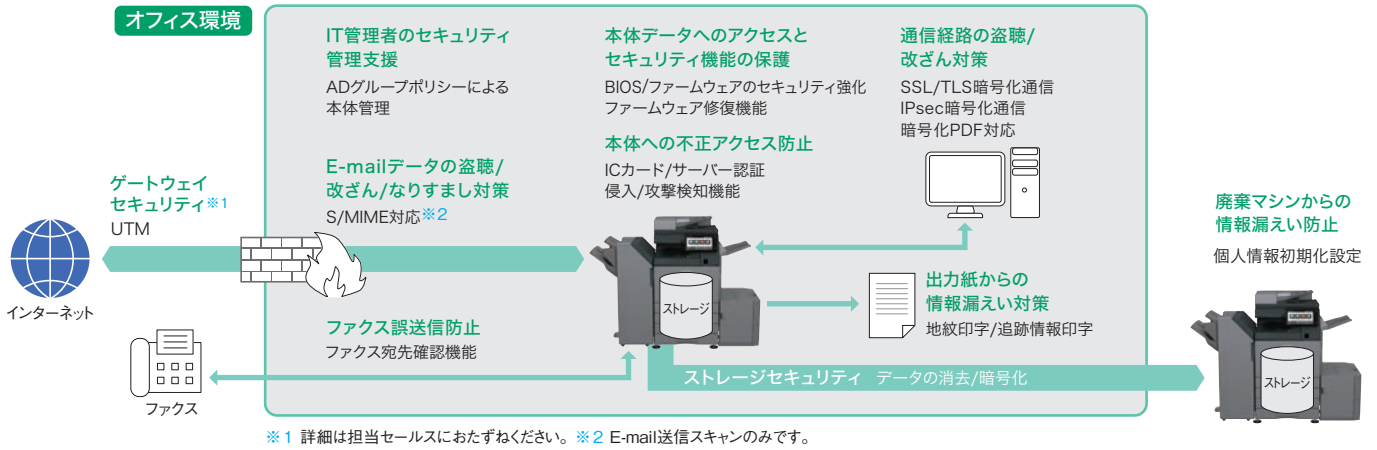 オフィス環境
IT管理者のセキュリティ
管理支援
ADグループポリシーによる
本体管理
本体データへのアクセスと
セキュリティ機能の保護
BIOS/ファームウェアのセキュリティ強化
ファームウェア修復機能
通信経路の盗聴/
改ざん対策
SSL/TLS暗号化通信
IPsec暗号化通信
暗号化PDF対応
本体への不正アクセス防止
ICカード/サーバー認証
侵入/攻撃検知機能
E-mailデータの盗聴/
改ざん/なりすまし対策
S/MIME対応※2
ゲートウェイ
セキュリティ※1
UTM
インターネット
廃棄マシンからの
情報漏えい防止
個人情報初期化設定
ストレージ
出力紙からの
情報漏えい対策
地紋印字/追跡情報印字
ファクス誤送信防止
ファクス宛先確認機能
ファクス
ストレージセキュリティ データの消去/暗号化
ストレージ
※1 詳細は担当セールスにおたずねください。 ※2 E-mail送信スキャンのみです。